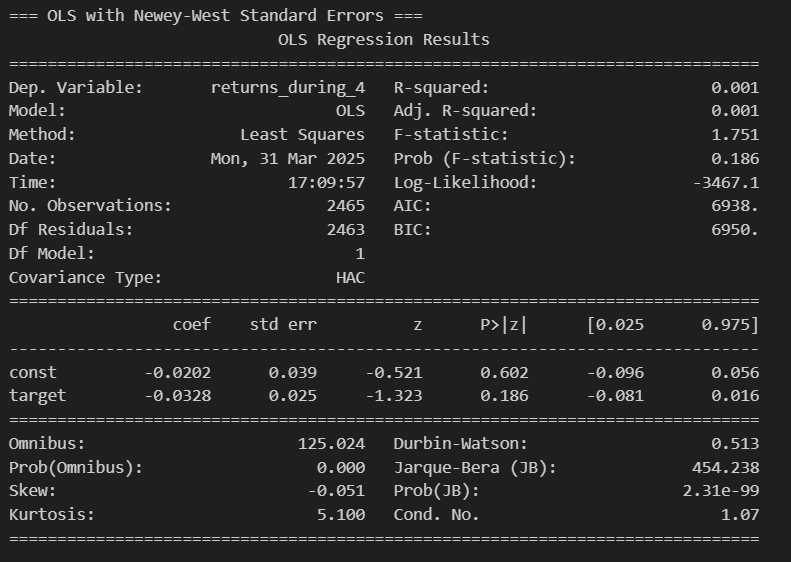 === OLS with Newey-West Standard Errors ===
                            OLS Regression Results
==============================================================================
Dep. Variable:        returns_during_4   R-squared:                       0.001
Model:                             OLS   Adj. R-squared:                  0.001
Method:                  Least Squares   F-statistic:                     1.751
Date:                 Mon, 31 Mar 2025   Prob (F-statistic):              0.186
Time:                         17:09:57   Log-Likelihood:                -3467.1
No. Observations:                 2465   AIC:                             6938.
Df Residuals:                     2463   BIC:                             6950.
Df Model:                            1
Covariance Type:                   HAC
==============================================================================
                 coef    std err          z      P>|z|      [0.025      0.975]
------------------------------------------------------------------------------
const         -0.0202      0.039     -0.521      0.602      -0.096       0.056
target        -0.0328      0.025     -1.323      0.186      -0.081       0.016
==============================================================================
Omnibus:                      125.024   Durbin-Watson:                   0.513
Prob(Omnibus):                  0.000   Jarque-Bera (JB):              454.238
Skew:                          -0.051   Prob(JB):                     2.31e-99
Kurtosis:                       5.100   Cond. No.                         1.07
==============================================================================